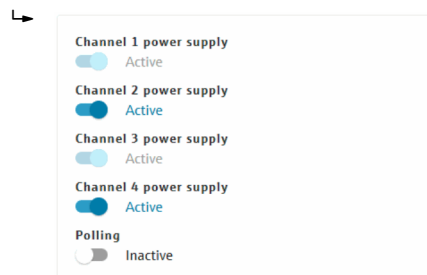 Channel 1 power supply
Active
Channel 2 power supply
Active
Channel 3 power supply
Active
Channel 4 power supply
Active
Polling
Inactive